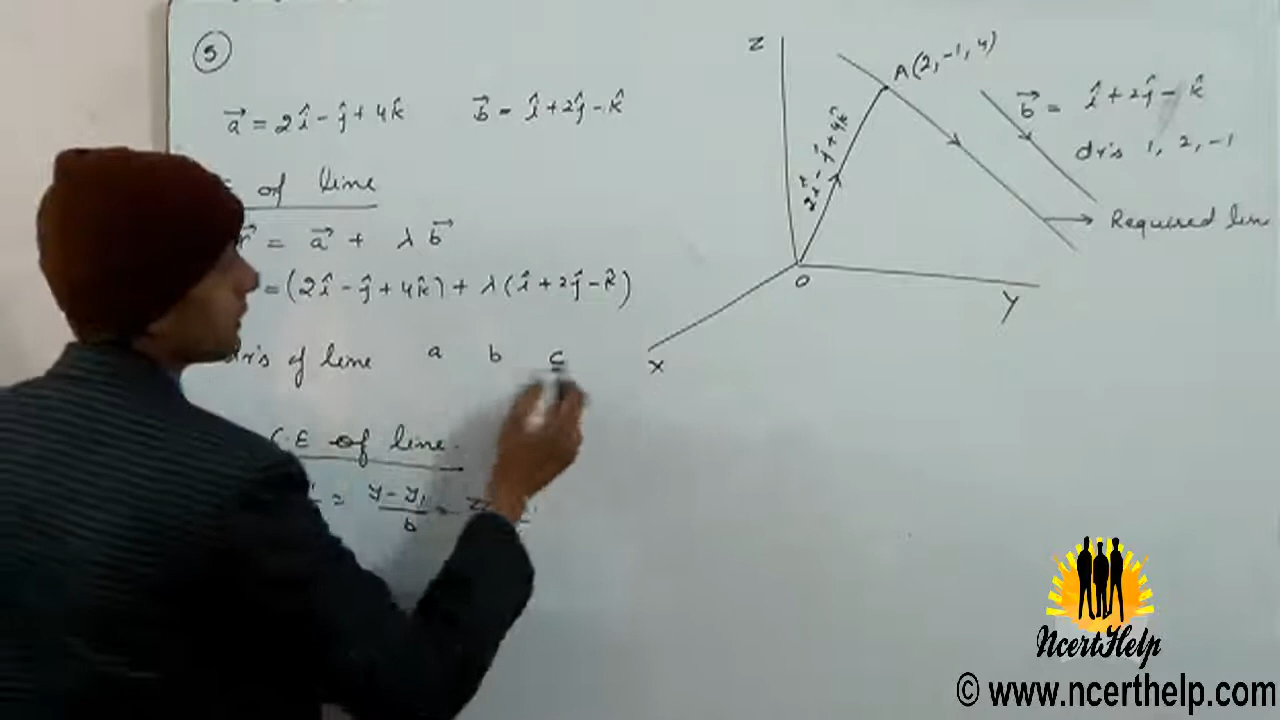 5
a⃗ = 2î - ĵ + 4k̂ b⃗ = î + 2ĵ - k̂
of line
= a⃗ + λ b⃗
= (2î - ĵ + 4k̂) + λ (î + 2ĵ - k̂)
dr's of line a b c
C.E of line.
= y - y₁ / b =
Z
A(2, -1, 4)
2î - ĵ + 4k̂
b⃗ = î + 2ĵ - k̂
dr's 1, 2, -1
Required line
O
Y
X
NcertHelp
© www.ncerthelp.com